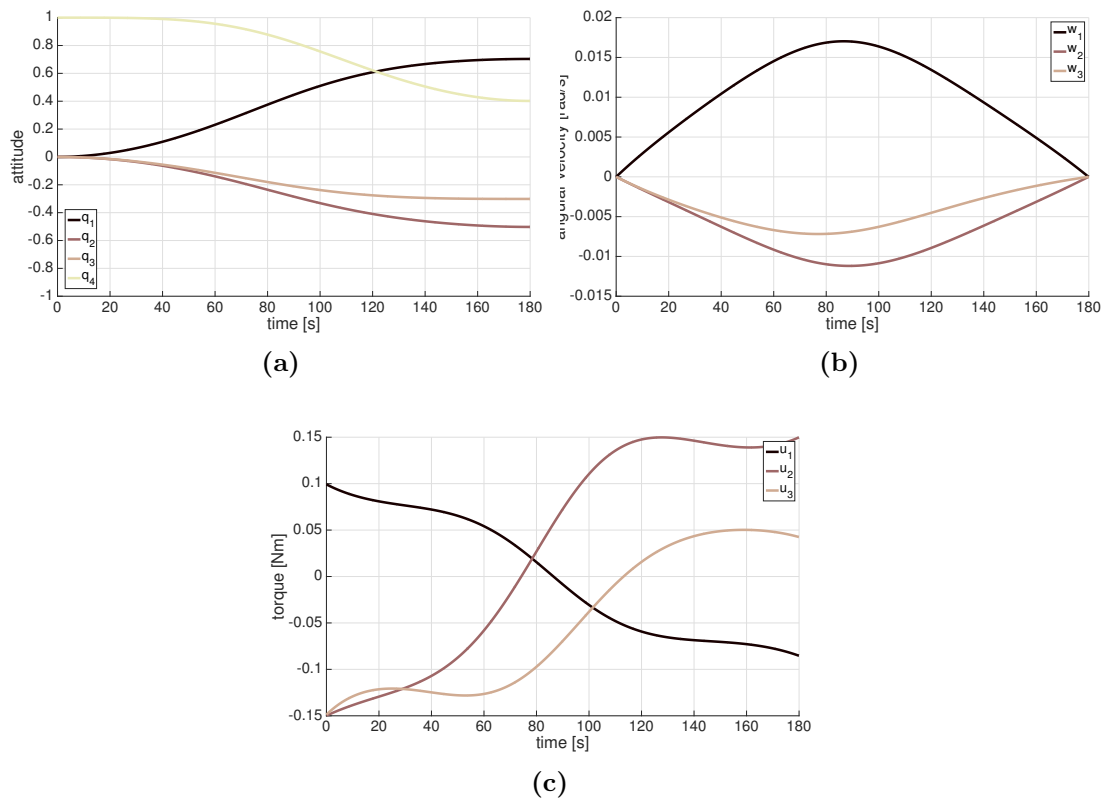 1
0.8
0.6
0.4
0.2
0
-0.2
-0.4
-0.6
-0.8
-1
attitude
q1
q2
q3
q4
0 20 40 60 80 100 120 140 160 180
time [s]
(a)
0.02
0.015
0.01
0.005
0
-0.005
-0.01
-0.015
angular velocity [rad/s]
w1
w2
w3
0 20 40 60 80 100 120 140 160 180
time [s]
(b)
0.15
0.1
0.05
0
-0.05
-0.1
-0.15
torque [Nm]
u1
u2
u3
0 20 40 60 80 100 120 140 160 180
time [s]
(c)